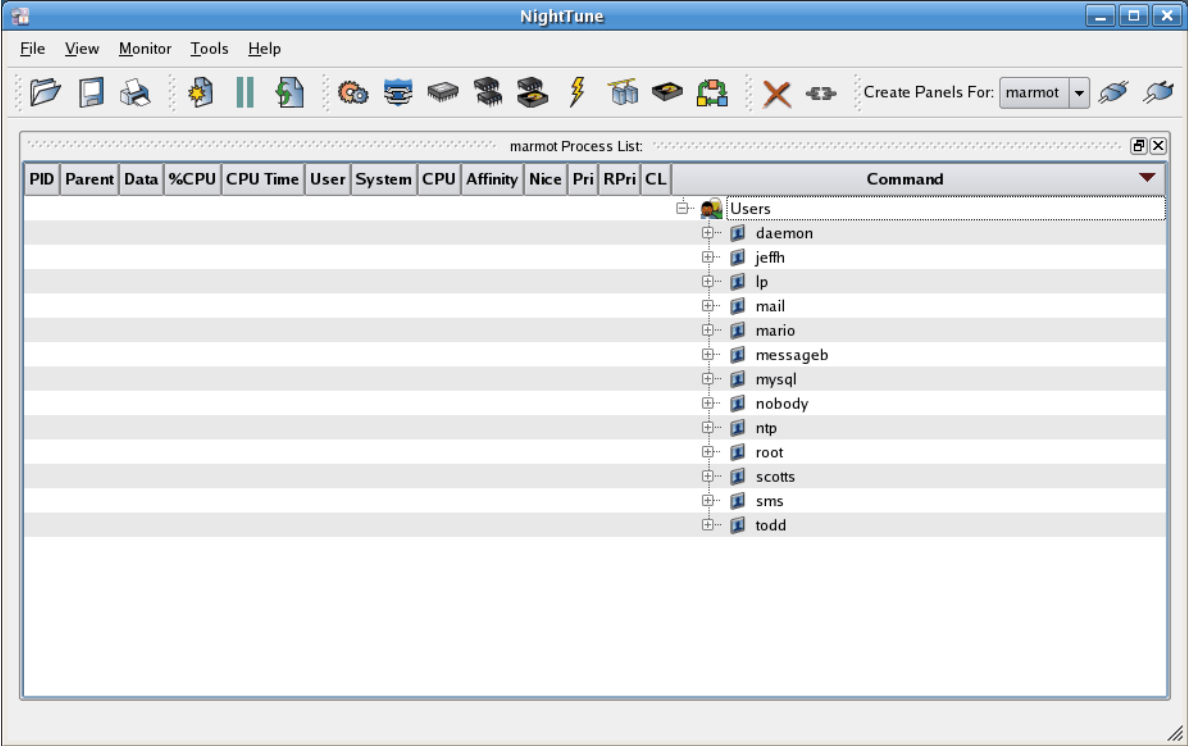 NightTune
File View Monitor Tools Help
Create Panels For: marmot
marmot Process List:
PID Parent Data %CPU CPU Time User System CPU Affinity Nice Pri RPri CL Command
Users
daemon
jeffh
lp
mail
mario
messageb
mysql
nobody
ntp
root
scotts
sms
todd